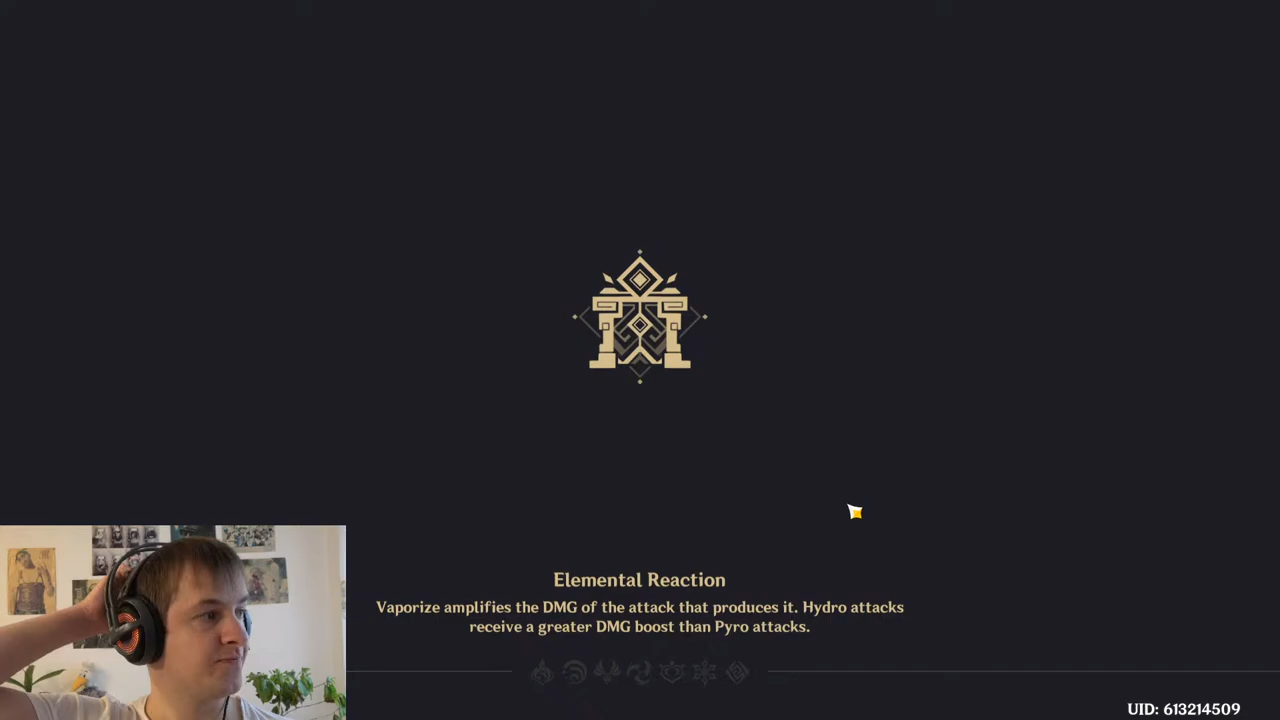 Elemental Reaction
Vaporize amplifies the DMG of the attack that produces it. Hydro attacks
receive a greater DMG boost than Pyro attacks.
UID: 613214509